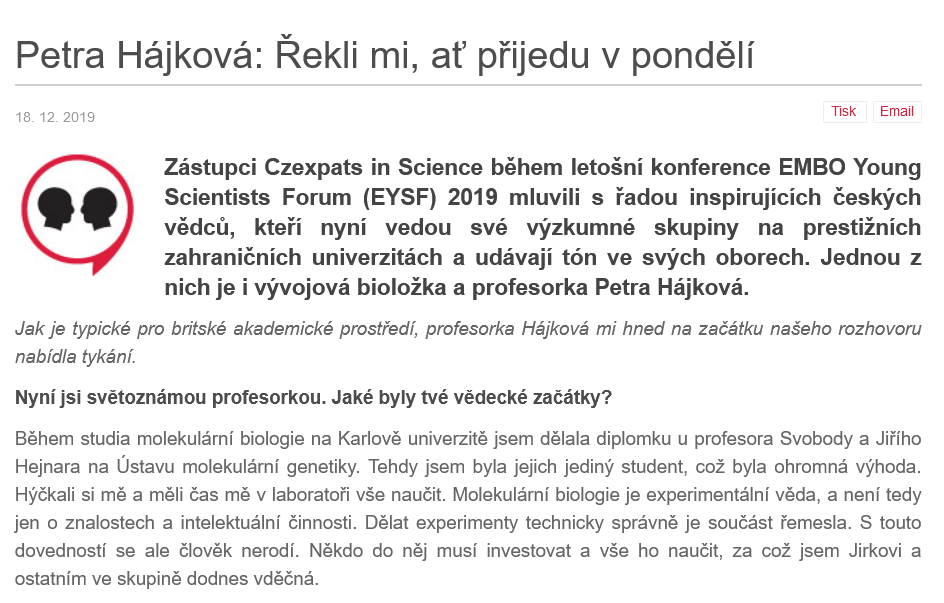 Petra Hájková: Řekli mi, ať přijedu v pondělí
18. 12. 2019
Tisk
Email
Zástupci Czexpats in Science během letošní konference EMBO Young
Scientists Forum (EYSF) 2019 mluvili s řadou inspirujících českých
vědců, kteří nyní vedou své výzkumné skupiny na prestižních
zahraničních univerzitách a udávají tón ve svých oborech. Jednou z
nich je i vývojová bioložka a profesorka Petra Hájková.
Jak je typické pro britské akademické prostředí, profesorka Hájková mi hned na začátku našeho rozhovoru
nabídla tykání.
Nyní jsi světoznámou profesorkou. Jaké byly tvé vědecké začátky?
Během studia molekulární biologie na Karlově univerzitě jsem dělala diplomku u profesora Svobody a Jiřího
Hejnara na Ústavu molekulární genetiky. Tehdy jsem byla jejich jediný student, což byla ohromná výhoda.
Hýčkali si mě a měli čas mě v laboratoři vše naučit. Molekulární biologie je experimentální věda, a není tedy
jen o znalostech a intelektuální činnosti. Dělat experimenty technicky správně je součást řemesla. S touto
dovedností se ale člověk nerodí. Někdo do něj musí investovat a vše ho naučit, za což jsem Jirkovi a
ostatním ve skupině dodnes vděčná.